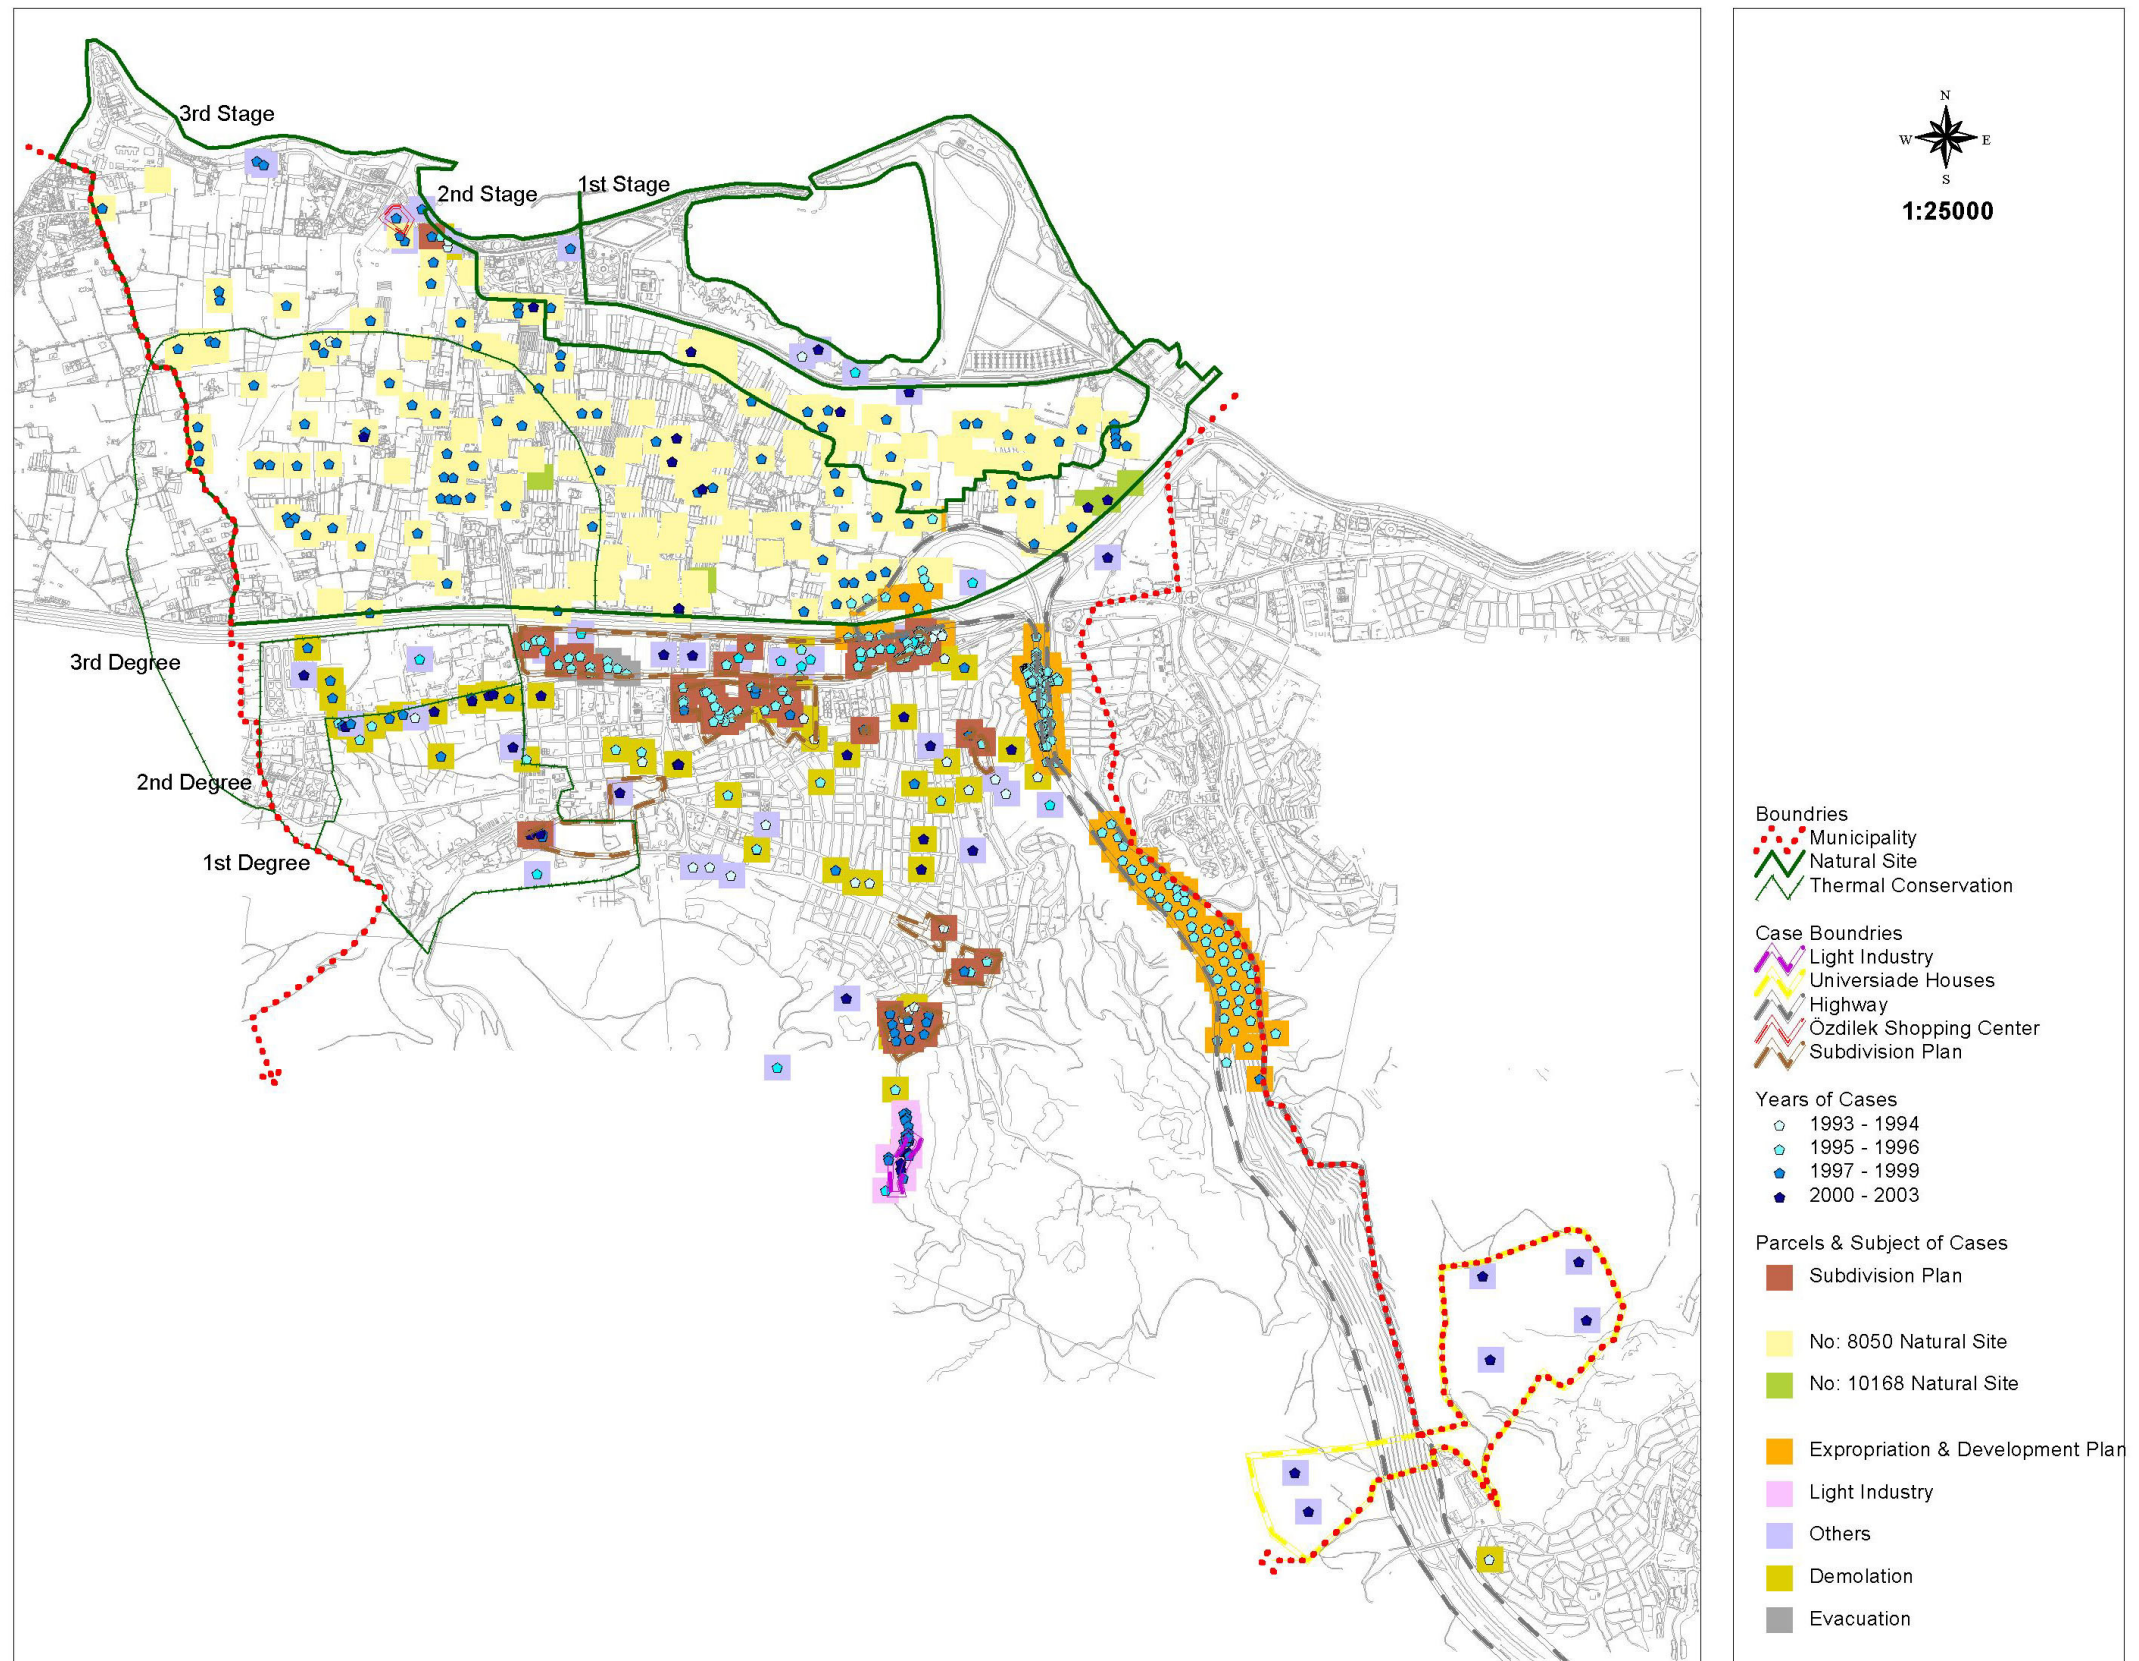 3rd Stage
2nd Stage
1st Stage
3rd Degree
2nd Degree
1st Degree
N
W E
S
1:25000
Boundries
Municipality
Natural Site
Thermal Conservation
Case Boundries
Light Industry
Universiade Houses
Highway
Özdilek Shopping Center
Subdivision Plan
Years of Cases
1993 - 1994
1995 - 1996
1997 - 1999
2000 - 2003
Parcels & Subject of Cases
Subdivision Plan
No: 8050 Natural Site
No: 10168 Natural Site
Expropriation & Development Plan
Light Industry
Others
Demolation
Evacuation